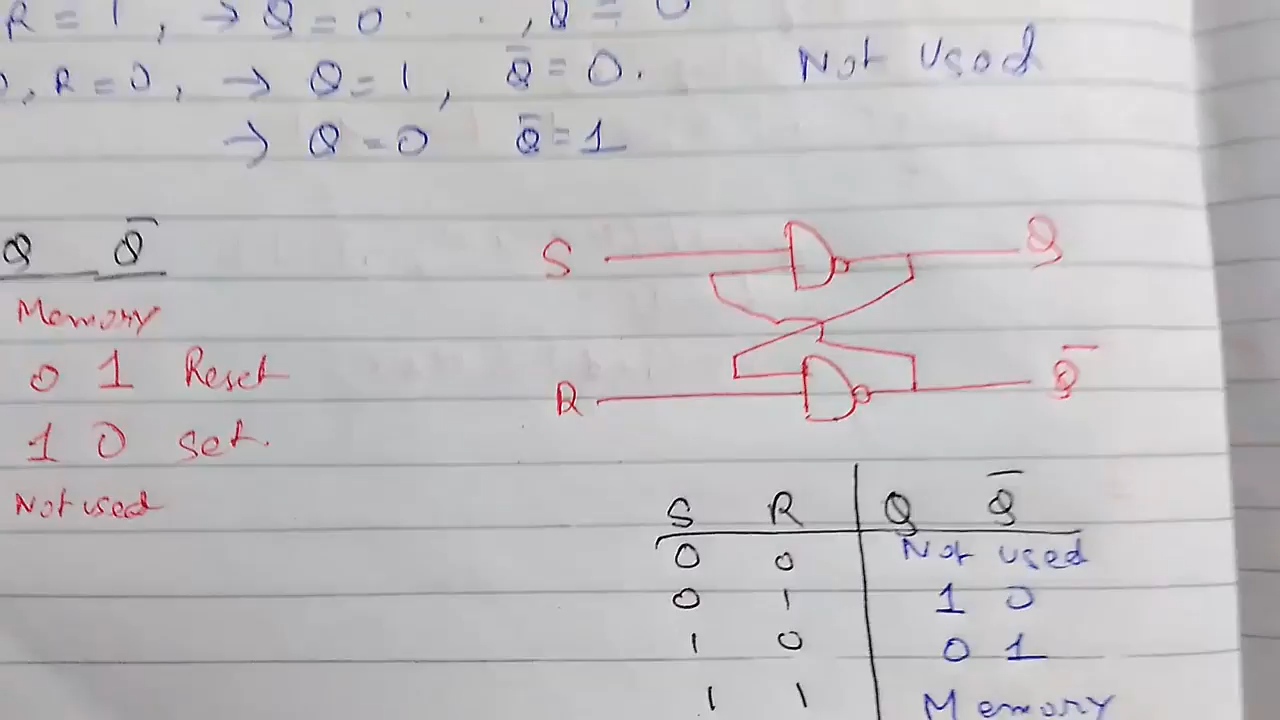 R = 1, → Q = 0 , Q = 0
, R = 0, → Q = 1, Q̅ = 0. Not used
→ Q = 0 Q̅ = 1
Q Q̅
Memory
0 1 Reset
1 0 set.
Not used
S Q
R Q̅
S R Q Q̅
0 0 Not used
0 1 1 0
1 0 0 1
1 1 Memory